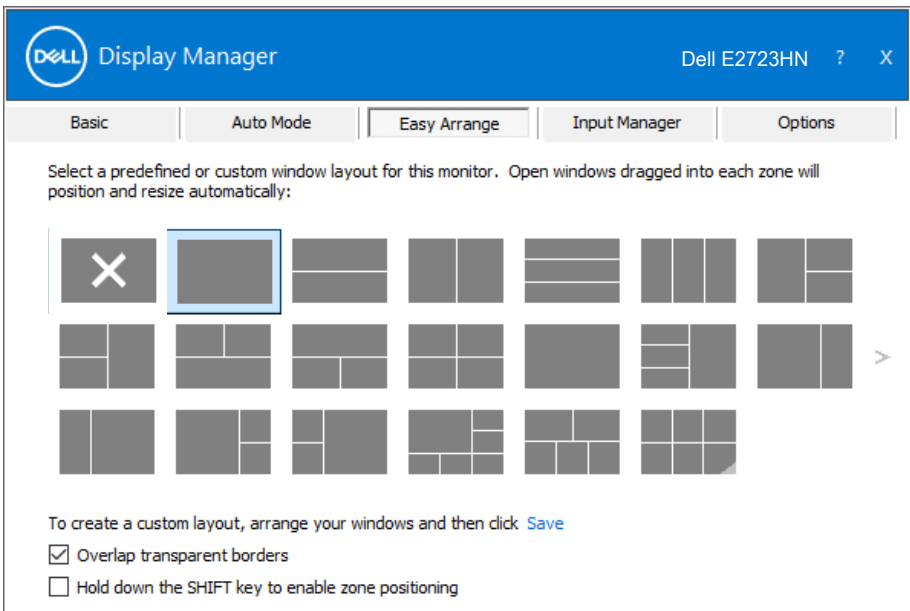 DELL Display Manager Dell E2723HN ? X
Basic Auto Mode Easy Arrange Input Manager Options
Select a predefined or custom window layout for this monitor. Open windows dragged into each zone will
position and resize automatically:
>
To create a custom layout, arrange your windows and then click Save
Overlap transparent borders
Hold down the SHIFT key to enable zone positioning